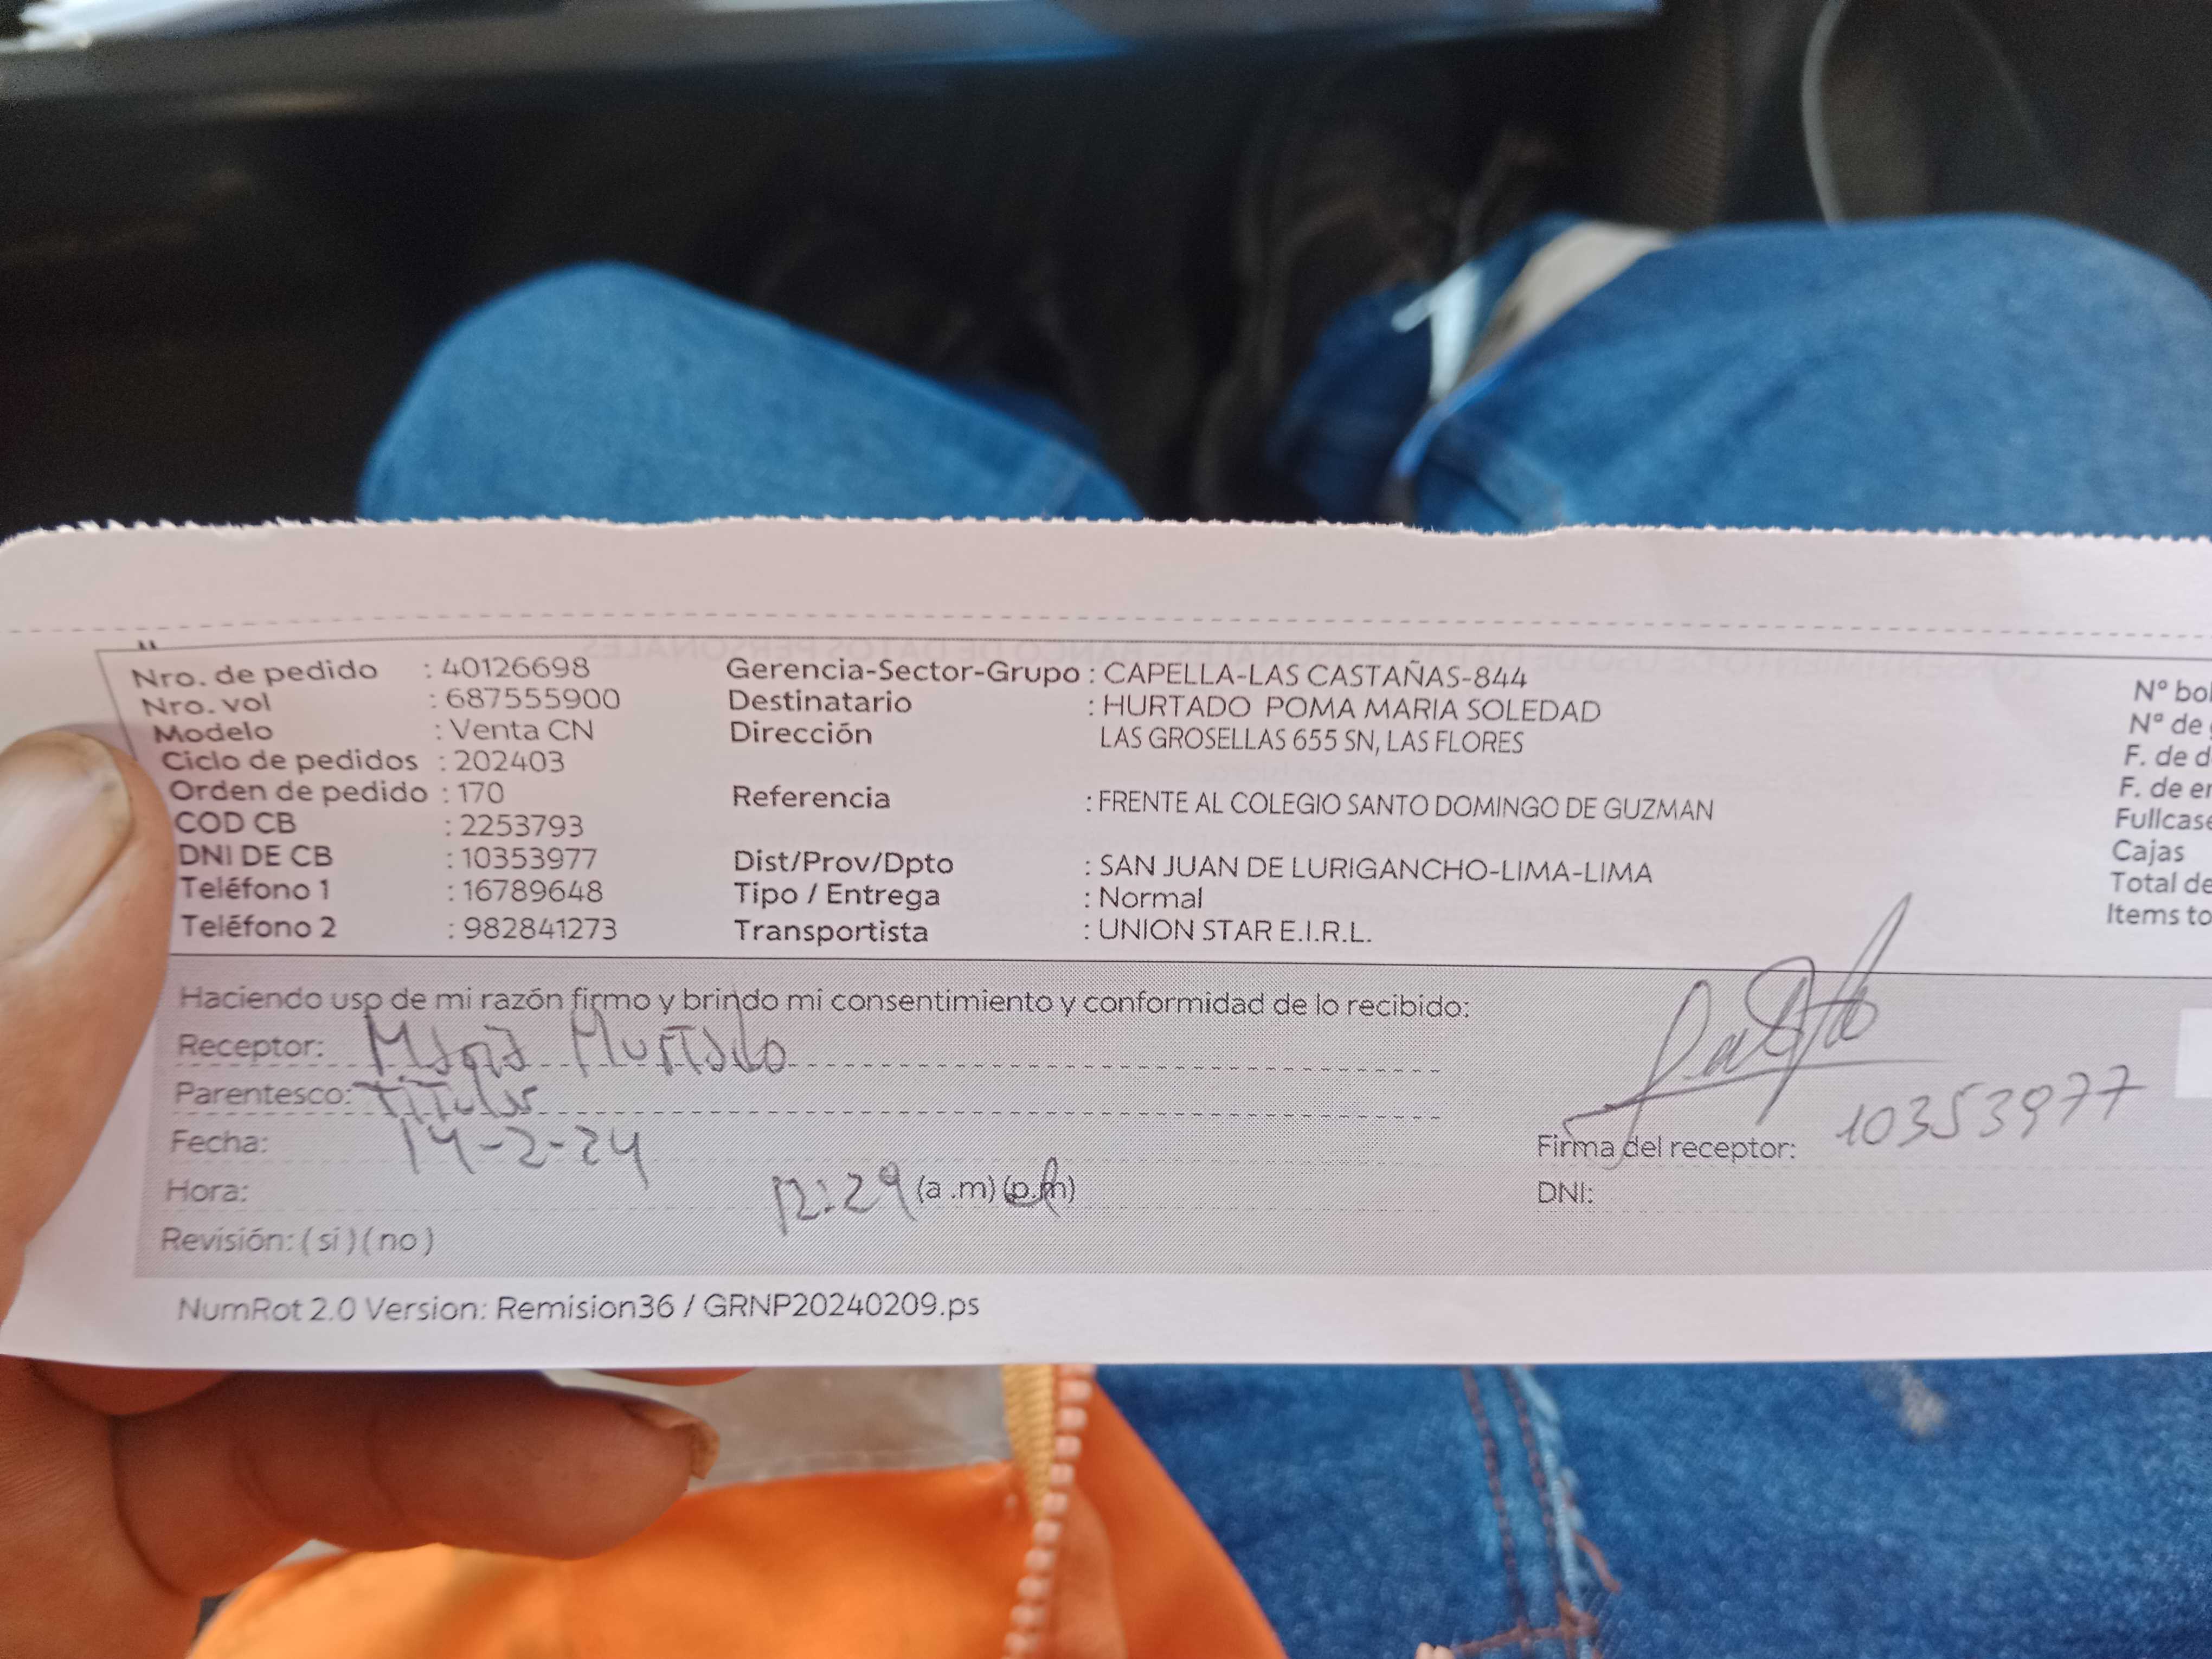 Nro. de pedido : 40126698
Nro. vol : 687555900
Modelo : Venta CN
Ciclo de pedidos : 202403
Orden de pedido : 170
COD CB : 2253793
DNI DE CB : 10353977
Teléfono 1 : 16789648
Teléfono 2 : 982841273
Gerencia-Sector-Grupo : CAPELLA-LAS CASTAÑAS-844
Destinatario : HURTADO POMA MARIA SOLEDAD
Dirección LAS GROSELLAS 655 SN, LAS FLORES
Referencia : FRENTE AL COLEGIO SANTO DOMINGO DE GUZMAN
Dist/Prov/Dpto : SAN JUAN DE LURIGANCHO-LIMA-LIMA
Tipo / Entrega : Normal
Transportista : UNION STAR E.I.R.L.
Nº bol
Nº de
F. de d
F. de en
Fullcase
Cajas
Total de
Items to
Haciendo uso de mi razón firmo y brindo mi consentimiento y conformidad de lo recibido:
Receptor: Maria Hurtado
Parentesco: Titular
Fecha: 14-2-24
Hora: 12:29 (a .m) (p.m)
Revisión: ( sí ) ( no )
Firma del receptor: 10353977
DNI:
NumRot 2.0 Version: Remision36 / GRNP20240209.ps